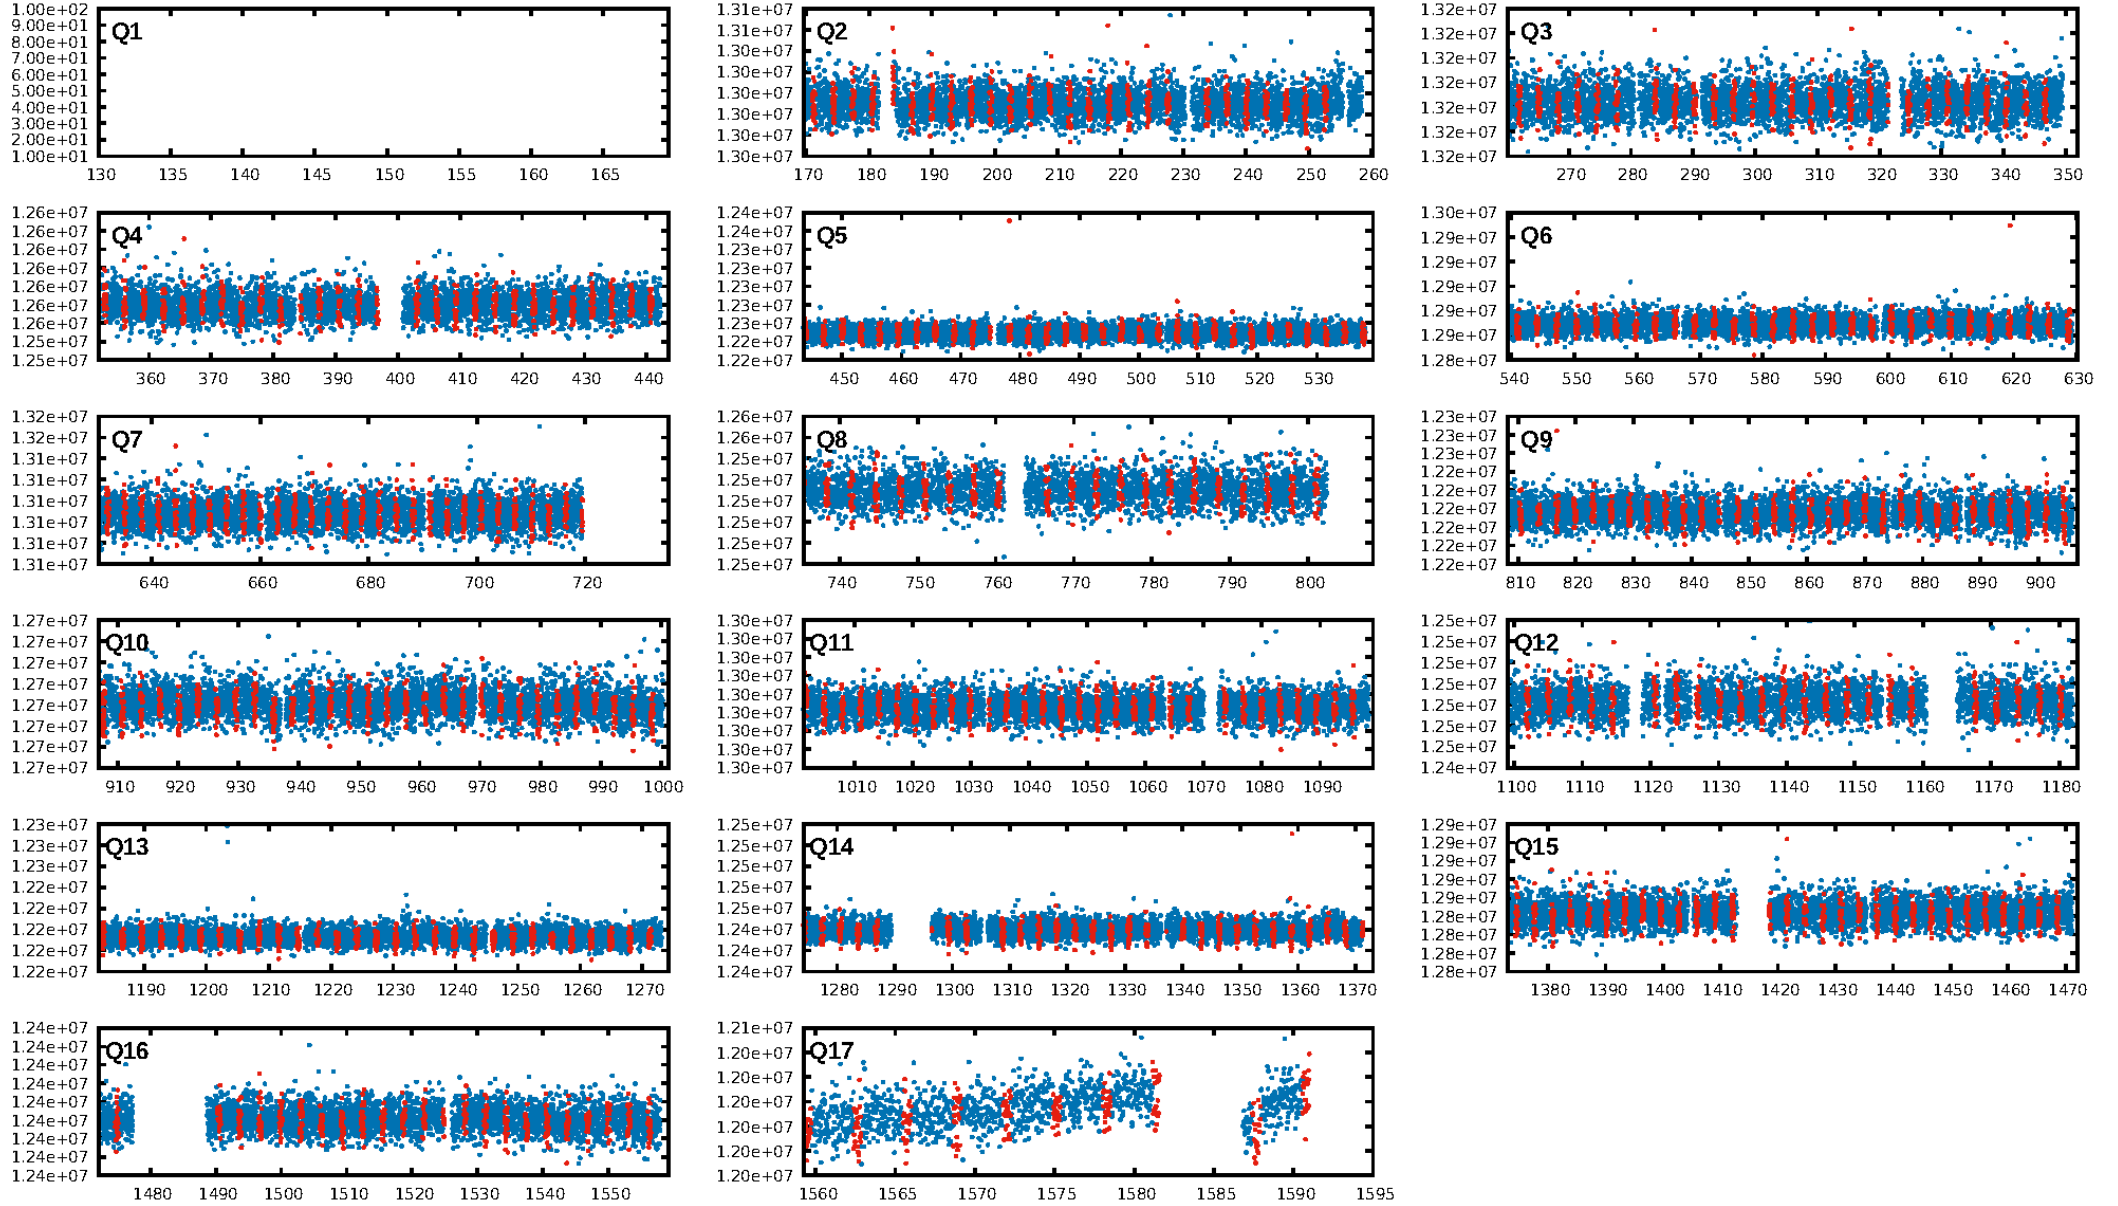 1.00e+02
9.00e+01
8.00e+01
7.00e+01
6.00e+01
5.00e+01
4.00e+01
3.00e+01
2.00e+01
1.00e+01
Q1
130 135 140 145 150 155 160 165
1.31e+07
1.31e+07
1.30e+07
1.30e+07
1.30e+07
1.30e+07
1.30e+07
1.30e+07
Q2
170 180 190 200 210 220 230 240 250 260
1.32e+07
1.32e+07
1.32e+07
1.32e+07
1.32e+07
1.32e+07
1.32e+07
Q3
270 280 290 300 310 320 330 340 350
1.26e+07
1.26e+07
1.26e+07
1.26e+07
1.26e+07
1.26e+07
1.26e+07
1.25e+07
1.25e+07
Q4
360 370 380 390 400 410 420 430 440
1.24e+07
1.24e+07
1.23e+07
1.23e+07
1.23e+07
1.23e+07
1.23e+07
1.22e+07
1.22e+07
Q5
450 460 470 480 490 500 510 520 530
1.30e+07
1.29e+07
1.29e+07
1.29e+07
1.29e+07
1.29e+07
1.28e+07
Q6
540 550 560 570 580 590 600 610 620 630
1.32e+07
1.32e+07
1.31e+07
1.31e+07
1.31e+07
1.31e+07
1.31e+07
1.31e+07
Q7
640 660 680 700 720
1.26e+07
1.26e+07
1.25e+07
1.25e+07
1.25e+07
1.25e+07
1.25e+07
1.25e+07
Q8
740 750 760 770 780 790 800
1.23e+07
1.23e+07
1.23e+07
1.22e+07
1.22e+07
1.22e+07
1.22e+07
1.22e+07
1.22e+07
Q9
810 820 830 840 850 860 870 880 890 900
1.27e+07
1.27e+07
1.27e+07
1.27e+07
1.27e+07
1.27e+07
1.27e+07
1.27e+07
Q10
910 920 930 940 950 960 970 980 990 1000
1.30e+07
1.30e+07
1.30e+07
1.30e+07
1.30e+07
1.30e+07
1.30e+07
1.30e+07
1.30e+07
Q11
1010 1020 1030 1040 1050 1060 1070 1080 1090
1.25e+07
1.25e+07
1.25e+07
1.25e+07
1.25e+07
1.25e+07
1.25e+07
1.24e+07
Q12
1100 1110 1120 1130 1140 1150 1160 1170 1180
1.23e+07
1.23e+07
1.22e+07
1.22e+07
1.22e+07
1.22e+07
1.22e+07
1.22e+07
Q13
1190 1200 1210 1220 1230 1240 1250 1260 1270
1.25e+07
1.25e+07
1.25e+07
1.25e+07
1.25e+07
1.24e+07
1.24e+07
1.24e+07
Q14
1280 1290 1300 1310 1320 1330 1340 1350 1360 1370
1.29e+07
1.29e+07
1.29e+07
1.29e+07
1.29e+07
1.28e+07
1.28e+07
1.28e+07
1.28e+07
Q15
1380 1390 1400 1410 1420 1430 1440 1450 1460 1470
1.24e+07
1.24e+07
1.24e+07
1.24e+07
1.24e+07
1.24e+07
1.24e+07
1.24e+07
1.24e+07
Q16
1480 1490 1500 1510 1520 1530 1540 1550
1.21e+07
1.20e+07
1.20e+07
1.20e+07
1.20e+07
1.20e+07
1.20e+07
Q17
1560 1565 1570 1575 1580 1585 1590 1595